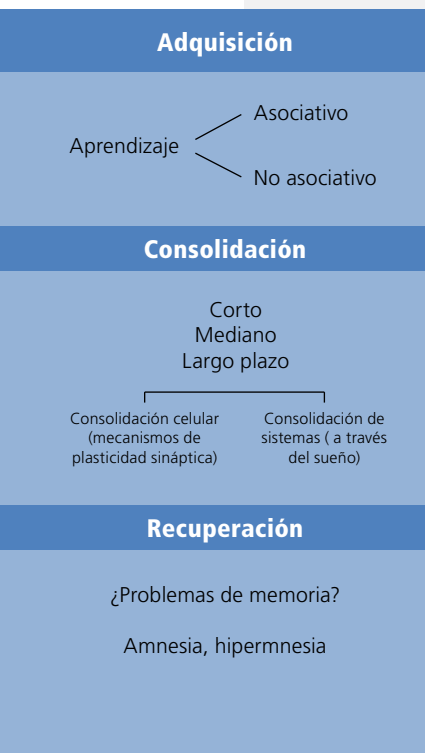 Adquisición
Asociativo
Aprendizaje
No asociativo
Consolidación
Corto
Mediano
Largo plazo
Consolidación celular
(mecanismos de
plasticidad sináptica)
Consolidación de
sistemas ( a través
del sueño)
Recuperación
¿Problemas de memoria?
Amnesia, hipermnesia